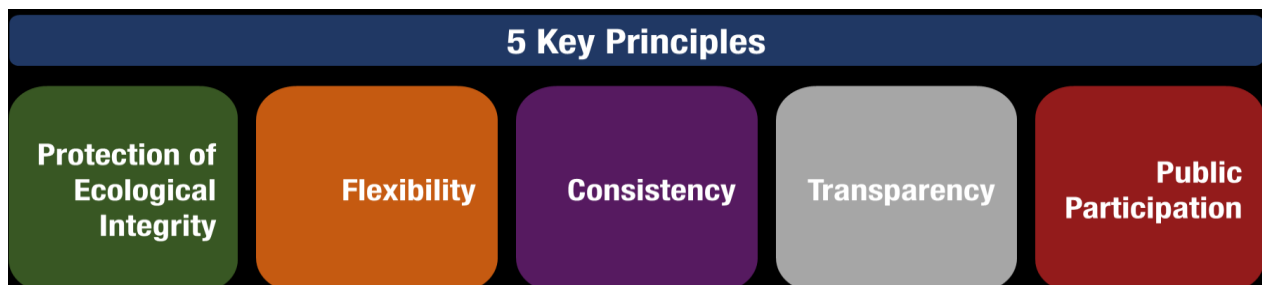 5 Key Principles
Protection of
Ecological
Integrity
Flexibility
Consistency
Transparency
Public
Participation